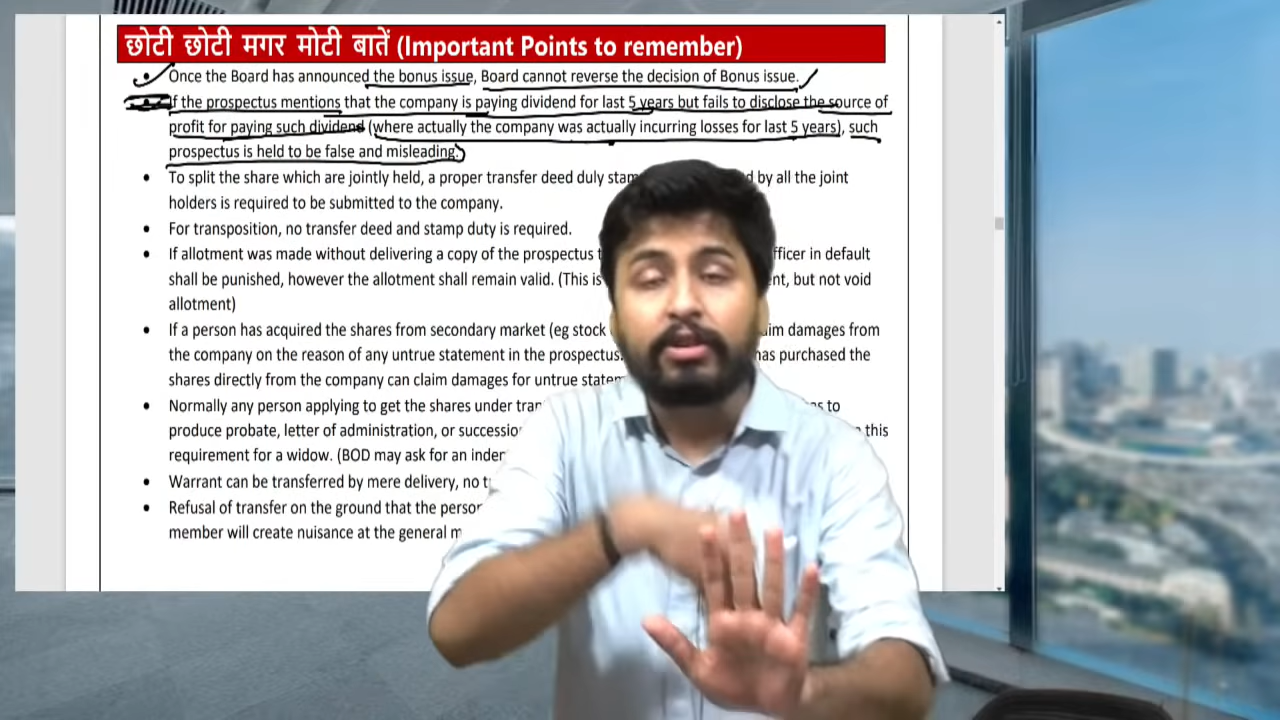 छोटी छोटी मगर मोटी बातें (Important Points to remember)
Once the Board has announced the bonus issue, Board cannot reverse the decision of Bonus issue.
If the prospectus mentions that the company is paying dividend for last 5 years but fails to disclose the source of
profit for paying such dividend (where actually the company was actually incurring losses for last 5 years), such
prospectus is held to be false and misleading.
To split the share which are jointly held, a proper transfer deed duly by all the joint
holders is required to be submitted to the company.
For transposition, no transfer deed and stamp duty is required.
If allotment was made without delivering a copy of the prospectus in default
shall be punished, however the allotment shall remain valid. (This is but not void
allotment)
If a person has acquired the shares from secondary market (eg stock damages from
the company on the reason of any untrue statement in the prospectus. has purchased the
shares directly from the company can claim damages for untrue
Normally any person applying to get the shares under to
produce probate, letter of administration, or this
requirement for a widow. (BOD may ask for an
Warrant can be transferred by mere delivery, no
Refusal of transfer on the ground that the
member will create nuisance at the general